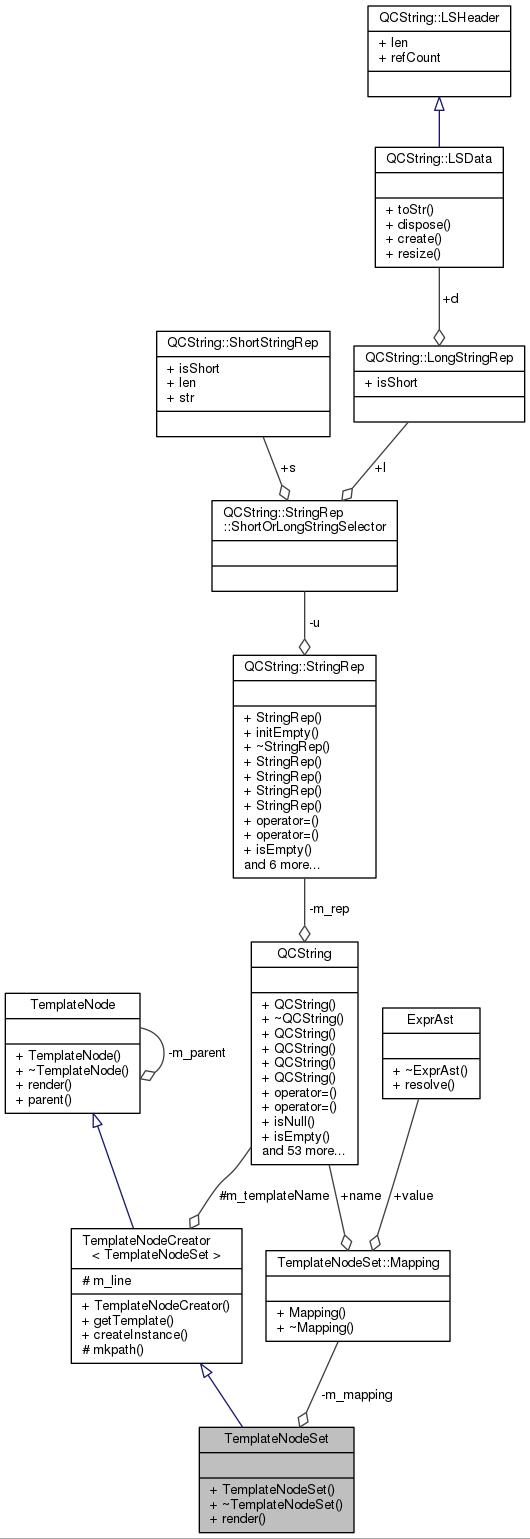 QCString::LSHeader
+ len
+ refCount
QCString::LSData
+ toStr()
+ dispose()
+ create()
+ resize()
+d
QCString::ShortStringRep
+ isShort
+ len
+ str
QCString::LongStringRep
+ isShort
+s
+l
QCString::StringRep
::ShortOrLongStringSelector
-u
QCString::StringRep
+ StringRep()
+ initEmpty()
+ ~StringRep()
+ StringRep()
+ StringRep()
+ StringRep()
+ StringRep()
+ operator=()
+ operator=()
+ isEmpty()
and 6 more...
-m_rep
QCString
+ QCString()
+ ~QCString()
+ QCString()
+ QCString()
+ QCString()
+ QCString()
+ operator=()
+ operator=()
+ isNull()
+ isEmpty()
and 53 more...
TemplateNode
+ TemplateNode()
+ ~TemplateNode()
+ render()
+ parent()
-m_parent
ExprAst
+ ~ExprAst()
+ resolve()
#m_templateName
+name
+value
TemplateNodeCreator
< TemplateNodeSet >
# m_line
+ TemplateNodeCreator()
+ getTemplate()
+ createInstance()
# mkpath()
TemplateNodeSet::Mapping
+ Mapping()
+ ~Mapping()
-m_mapping
TemplateNodeSet
+ TemplateNodeSet()
+ ~TemplateNodeSet()
+ render()